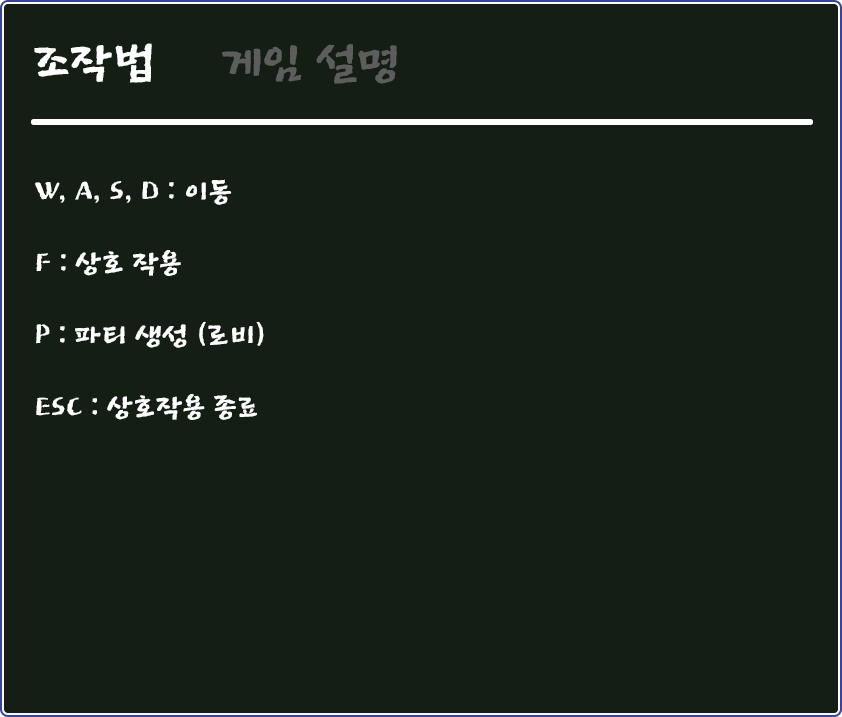 조작법 게임 설명
W, A, S, D : 이동
F : 상호 작용
P : 파티 생성 (로비)
ESC : 상호작용 종료